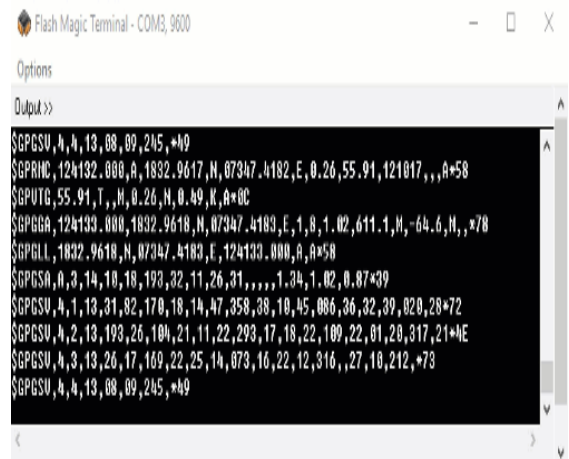 Flash Magic Terminal - COM3, 9600
Options
Output >>
$GPGSV,4,4,13,08,09,245,*49
$GPRMC,124132.000,A,1832.9617,N,07347.4182,E,0.26,55.91,121017,,,A*58
$GPVTG,55.91,T,,M,0.26,N,0.49,K,A*0C
$GPGGA,124133.000,1832.9618,N,07347.4183,E,1,8,1.02,611.1,M,-64.6,M,,*78
$GPGLL,1832.9618,N,07347.4183,E,124133.000,A,A*58
$GPGSA,A,3,14,10,18,193,32,11,26,31,,,,,1.34,1.02,0.87*39
$GPGSV,4,1,13,31,82,170,18,14,47,358,38,10,45,086,36,32,39,020,28*72
$GPGSV,4,2,13,193,26,104,21,11,22,293,17,18,22,109,22,01,20,317,21*4E
$GPGSV,4,3,13,26,17,169,22,25,14,073,16,22,12,316,,27,10,212,*73
$GPGSV,4,4,13,08,09,245,*49